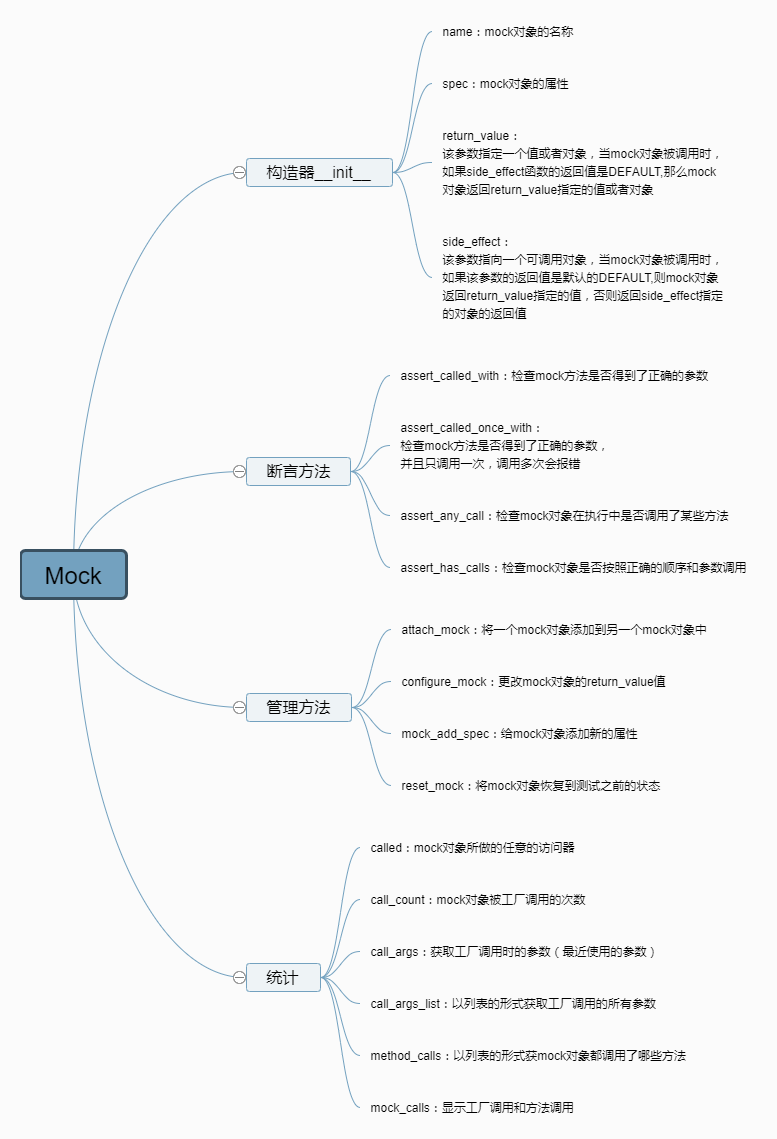 Mock
构造器__init__
name：mock对象的名称
spec：mock对象的属性
return_value：
该参数指定一个值或者对象，当mock对象被调用时，
如果side_effect函数的返回值是DEFAULT,那么mock
对象返回return_value指定的值或者对象
side_effect：
该参数指向一个可调用对象，当mock对象被调用时，
如果该参数的返回值是默认的DEFAULT,则mock对象
返回return_value指定的值，否则返回side_effect指定
的对象的返回值
断言方法
assert_called_with：检查mock方法是否得到了正确的参数
assert_called_once_with：
检查mock方法是否得到了正确的参数，
并且只调用一次，调用多次会报错
assert_any_call：检查mock对象在执行中是否调用了某些方法
assert_has_calls：检查mock对象是否按照正确的顺序和参数调用
管理方法
attach_mock：将一个mock对象添加到另一个mock对象中
configure_mock：更改mock对象的return_value值
mock_add_spec：给mock对象添加新的属性
reset_mock：将mock对象恢复到测试之前的状态
统计
called：mock对象所做的任意的访问器
call_count：mock对象被工厂调用的次数
call_args：获取工厂调用时的参数（最近使用的参数）
call_args_list：以列表的形式获取工厂调用的所有参数
method_calls：以列表的形式获mock对象都调用了哪些方法
mock_calls：显示工厂调用和方法调用